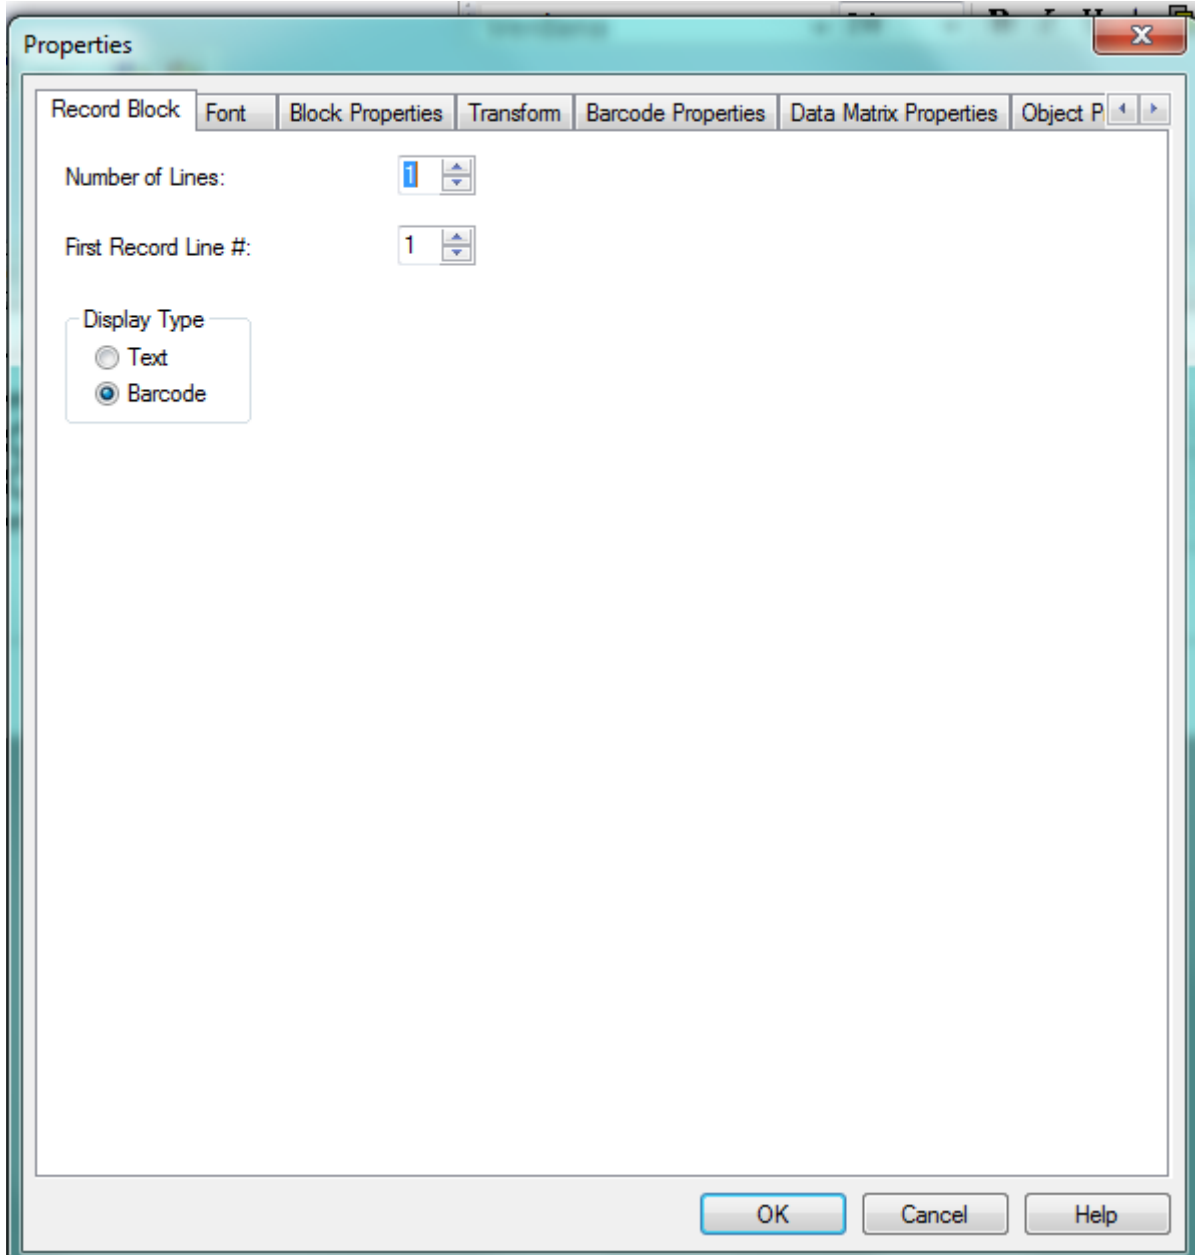 Properties
Record Block Font Block Properties Transform Barcode Properties Data Matrix Properties Object P
Number of Lines: 1
First Record Line #: 1
Display Type
Text
Barcode
OK Cancel Help